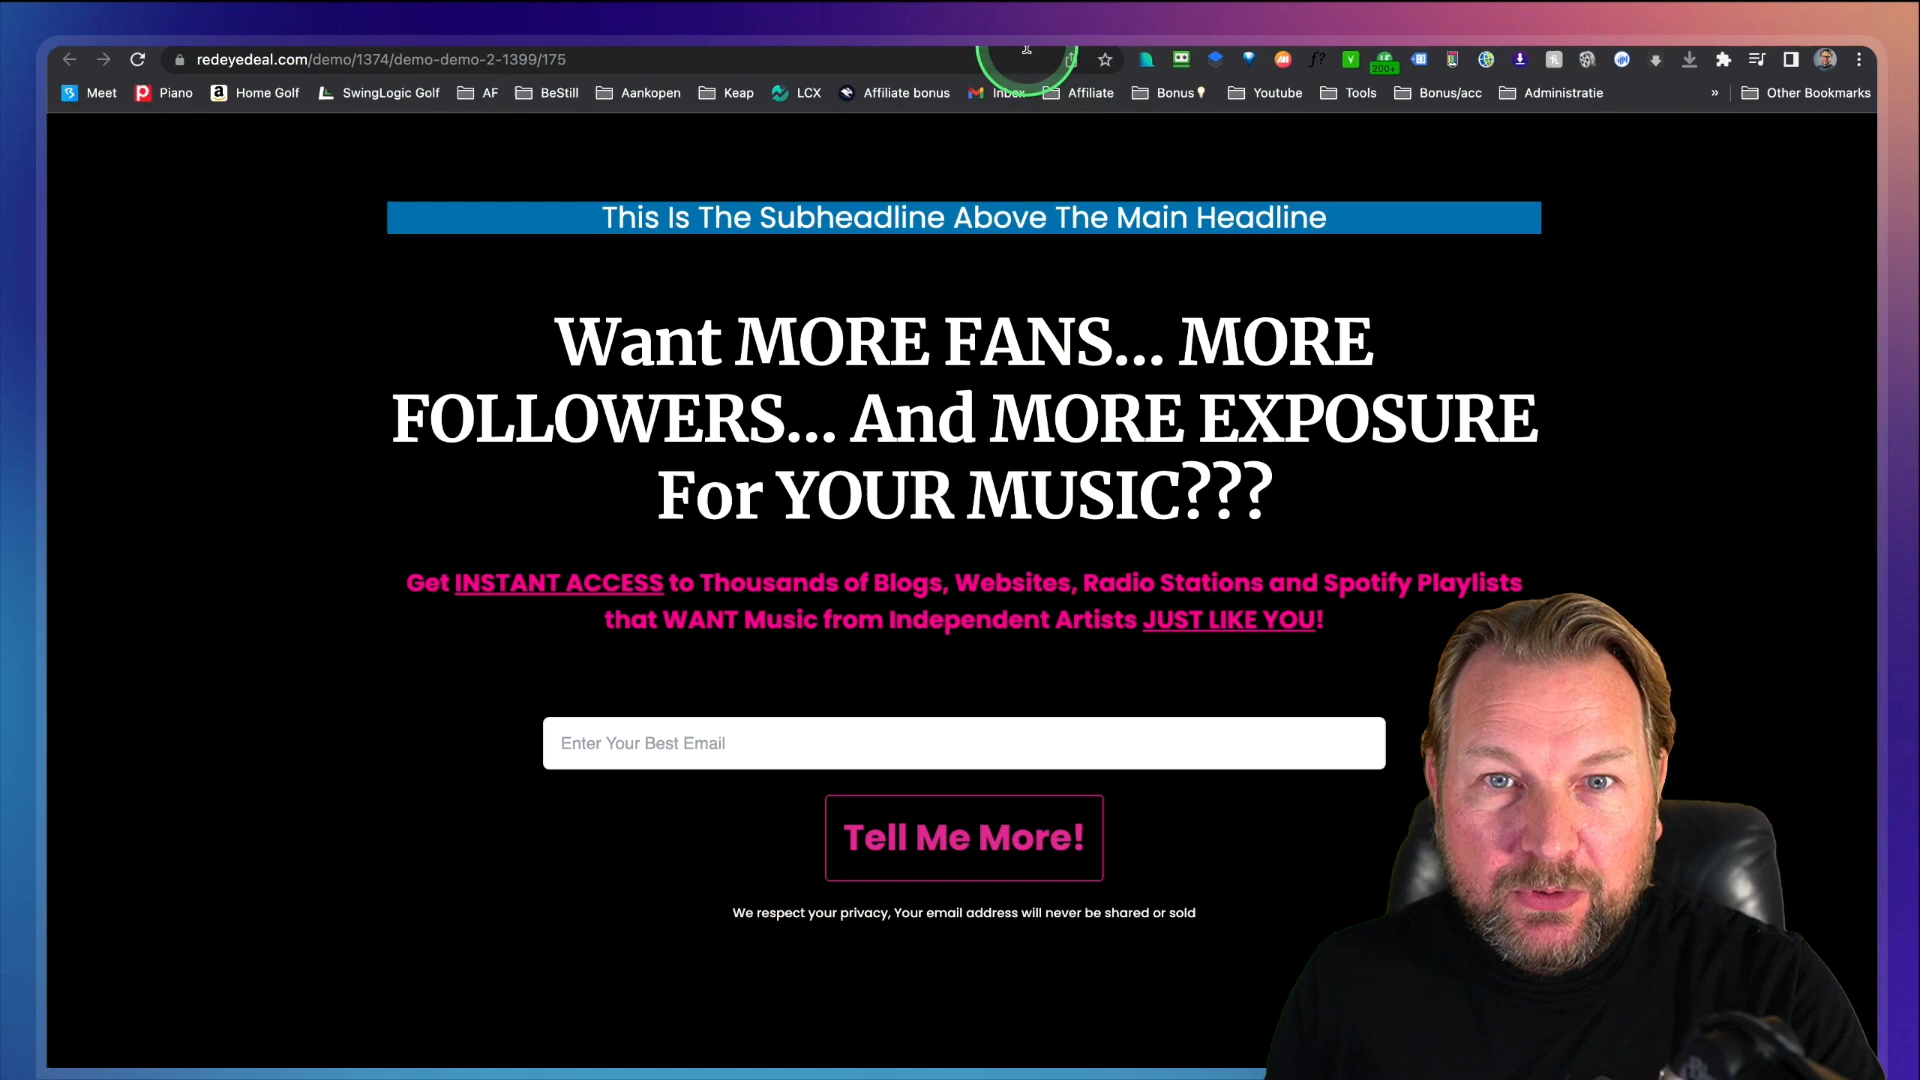 redeyedeal.com/demo/1374/demo-demo-2-1399/175
200+
Meet Piano Home Golf SwingLogic Golf AF BeStill Aankopen Keap LCX Affiliate bonus Inbox Affiliate Bonus Youtube Tools Bonus/acc Administratie » Other Bookmarks
This Is The Subheadline Above The Main Headline
Want MORE FANS... MORE
FOLLOWERS... And MORE EXPOSURE
For YOUR MUSIC???
Get INSTANT ACCESS to Thousands of Blogs, Websites, Radio Stations and Spotify Playlists
that WANT Music from Independent Artists JUST LIKE YOU!
Enter Your Best Email
Tell Me More!
We respect your privacy, Your email address will never be shared or sold